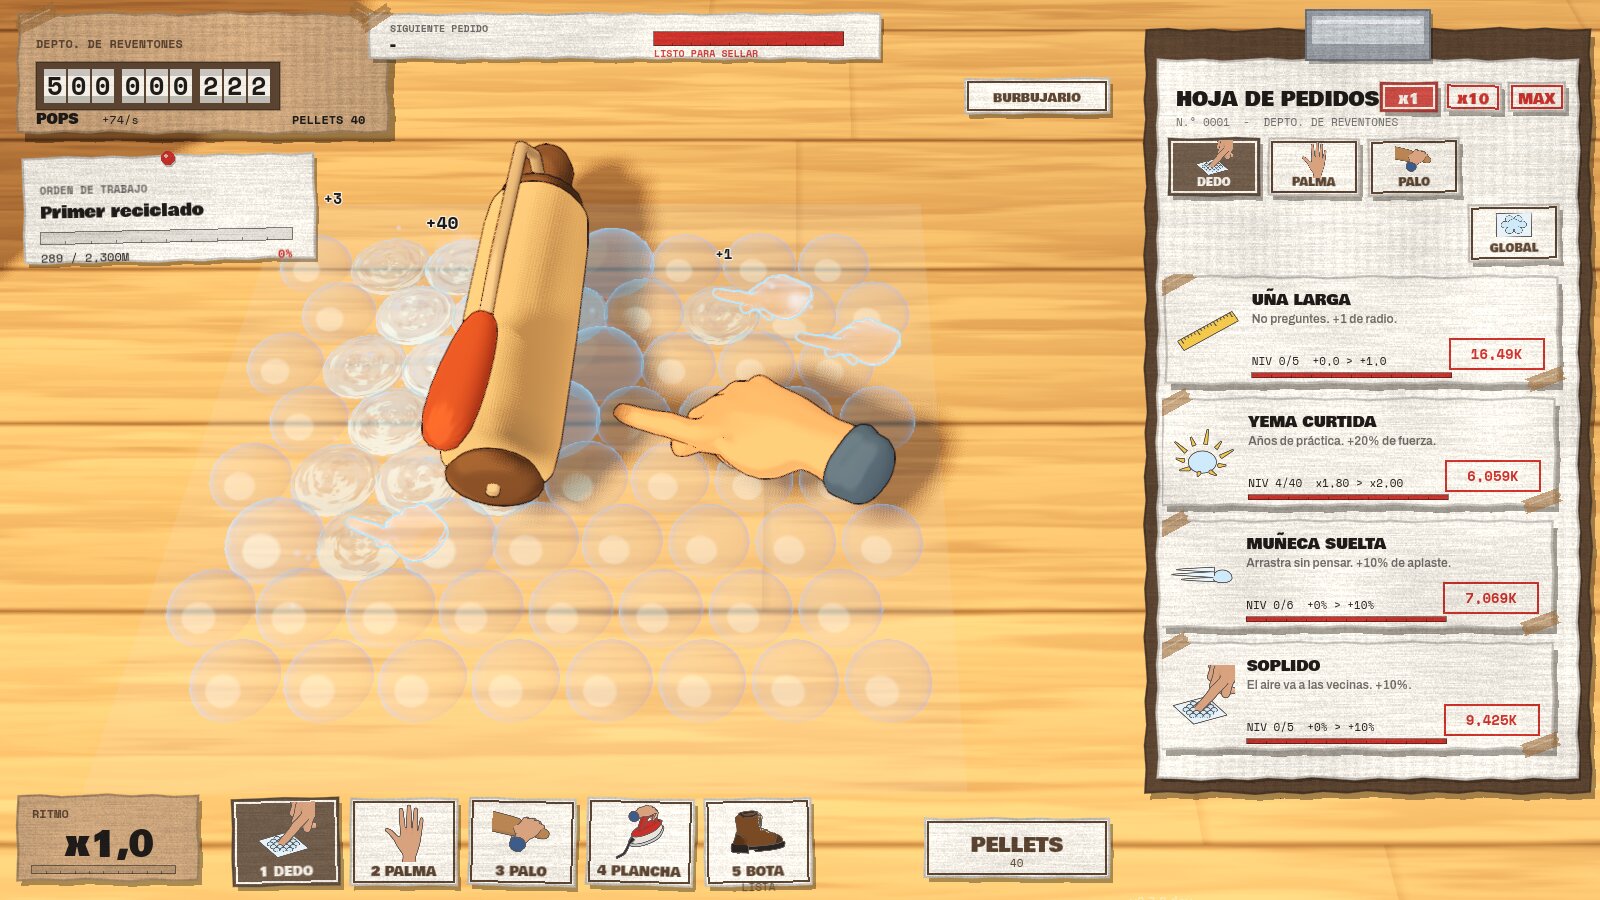 DEPTO. DE REVENTONES
500 000 222
POPS +74/s PELLETS 40
SIGUIENTE PEDIDO
-
LISTO PARA SELLAR
BURBUJARIO
ORDEN DE TRABAJO
Primer reciclado
289 / 2,300M 0%
+3
+40
+1
HOJA DE PEDIDOS x1 x10 MAX
N.º 0001 - DEPTO. DE REVENTONES
DEDO PALMA PALO
GLOBAL
UÑA LARGA
No preguntes. +1 de radio.
NIV 0/5 +0,0 > +1,0 16,49K
YEMA CURTIDA
Años de práctica. +20% de fuerza.
NIV 4/40 x1,80 > x2,00 6,059K
MUÑECA SUELTA
Arrastra sin pensar. +10% de aplaste.
NIV 0/6 +0% > +10% 7,069K
SOPLIDO
El aire va a las vecinas. +10%.
NIV 0/5 +0% > +10% 9,425K
RITMO
x1,0
1 DEDO 2 PALMA 3 PALO 4 PLANCHA 5 BOTA
LISTA
PELLETS
40